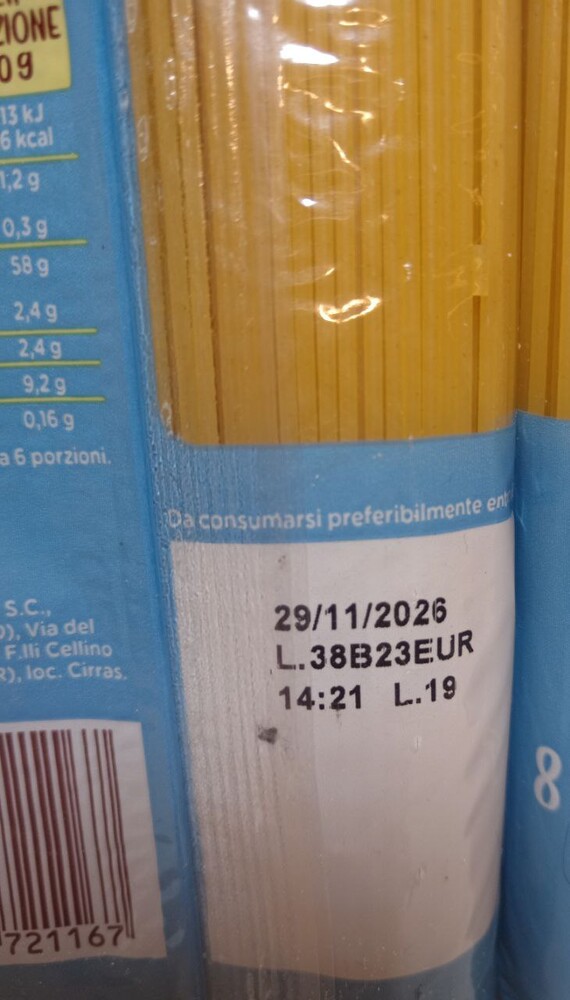 ZIONE
0 g
13 kJ
6 kcal
1,2 g
0,3 g
58 g
2,4 g
2,4 g
9,2 g
0,16 g
a 6 porzioni.
S.C.,
), Via del
F.lli Cellino
R), loc. Cirras.
721167
Da consumarsi preferibilmente ent
29/11/2026
L.38B23EUR
14:21 L.19
8